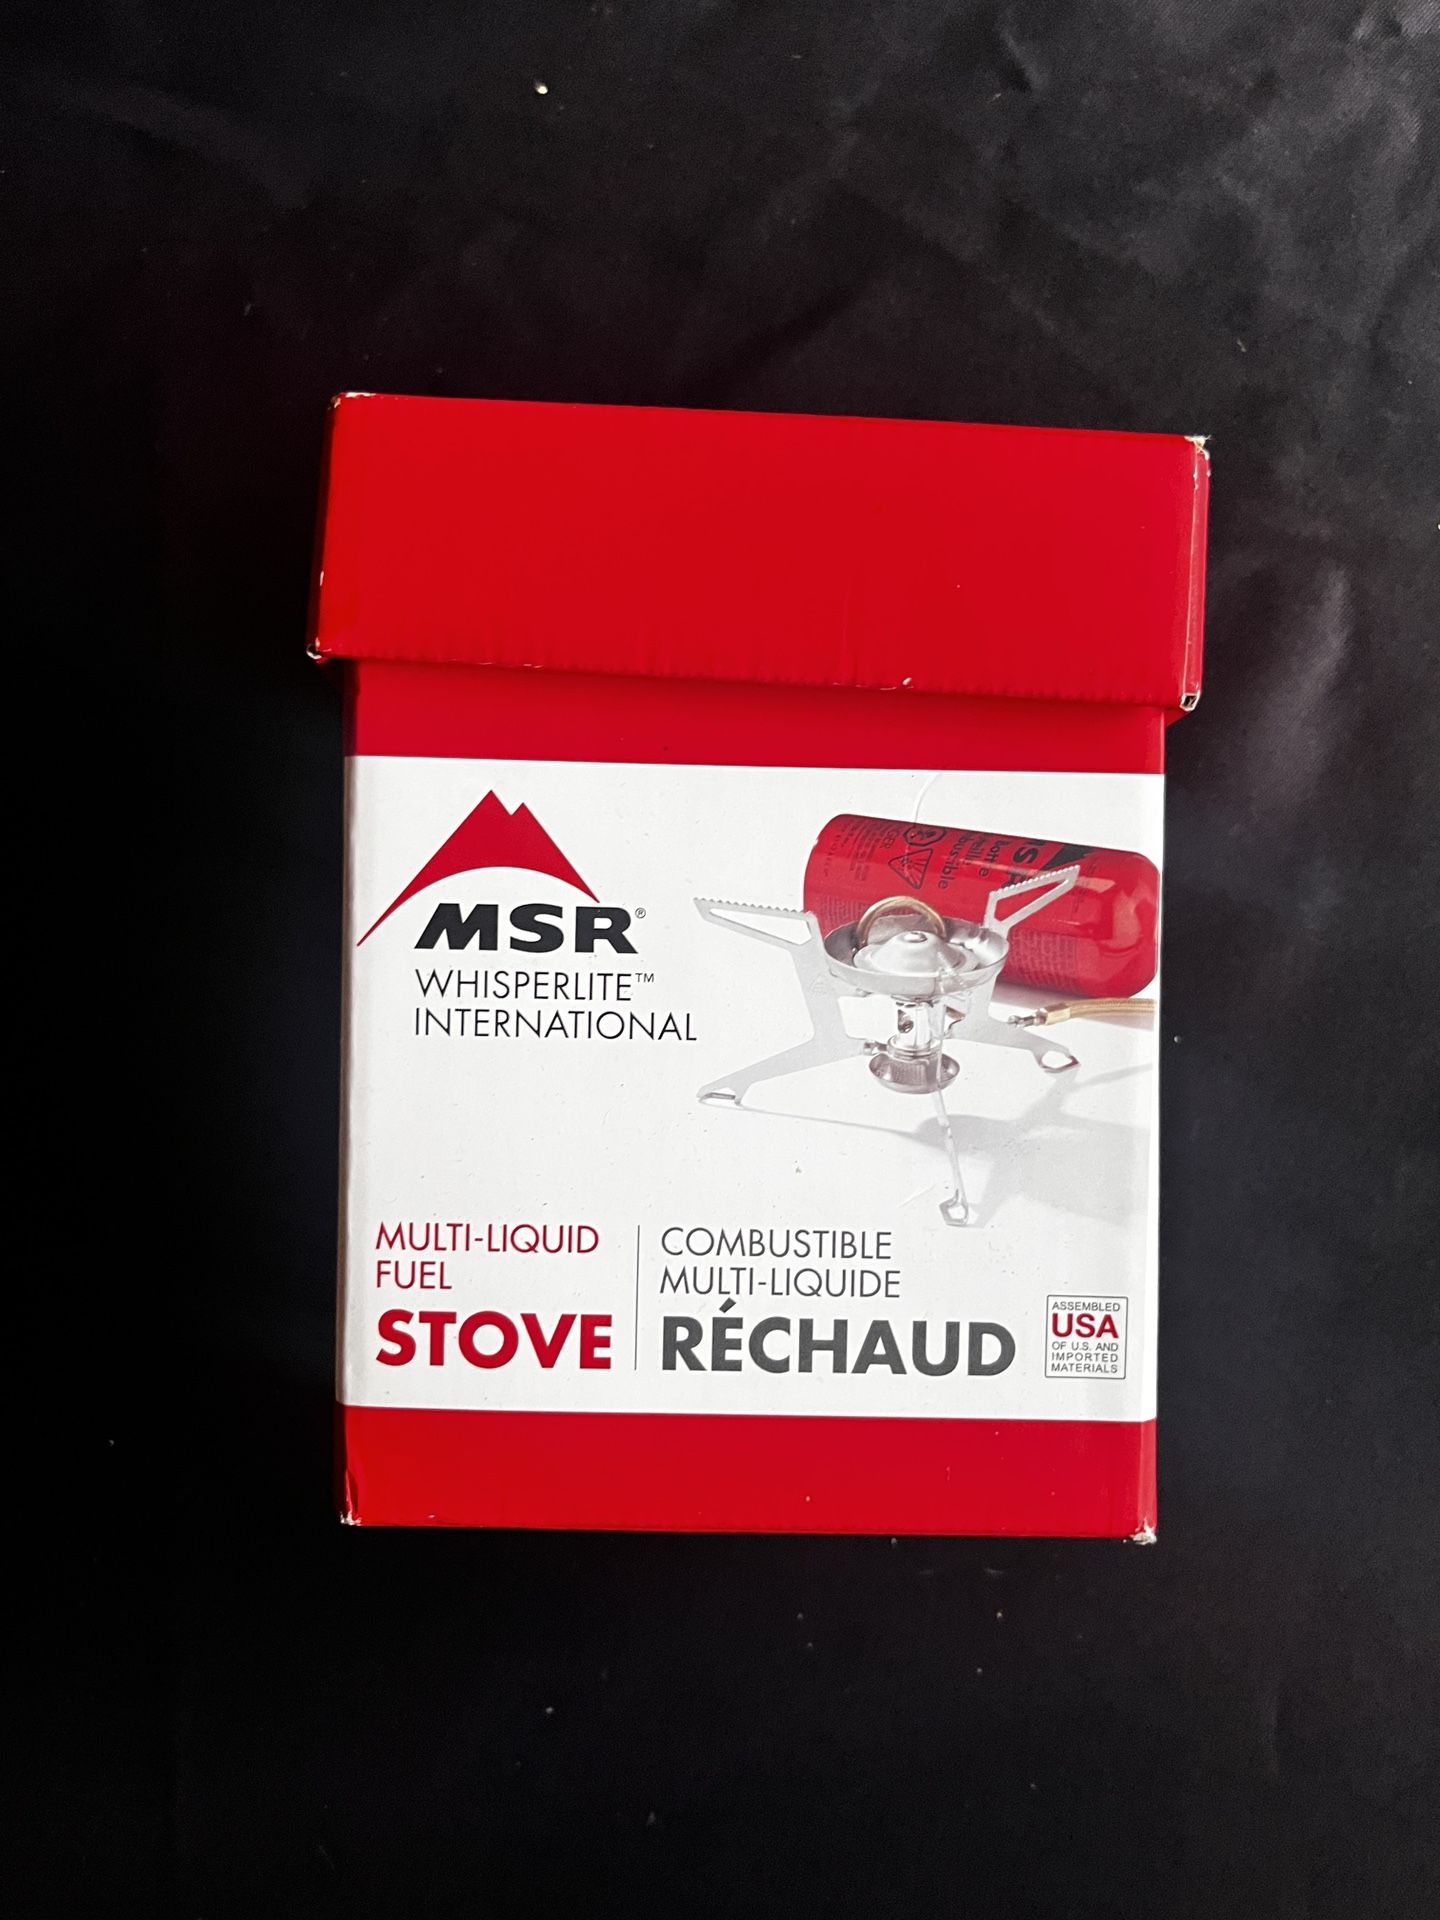 MSR®
WHISPERLITE™
INTERNATIONAL
MULTI-LIQUID
FUEL
STOVE
COMBUSTIBLE
MULTI-LIQUIDE
RÉCHAUD
ASSEMBLED
USA
OF U.S. AND
IMPORTED
MATERIALS